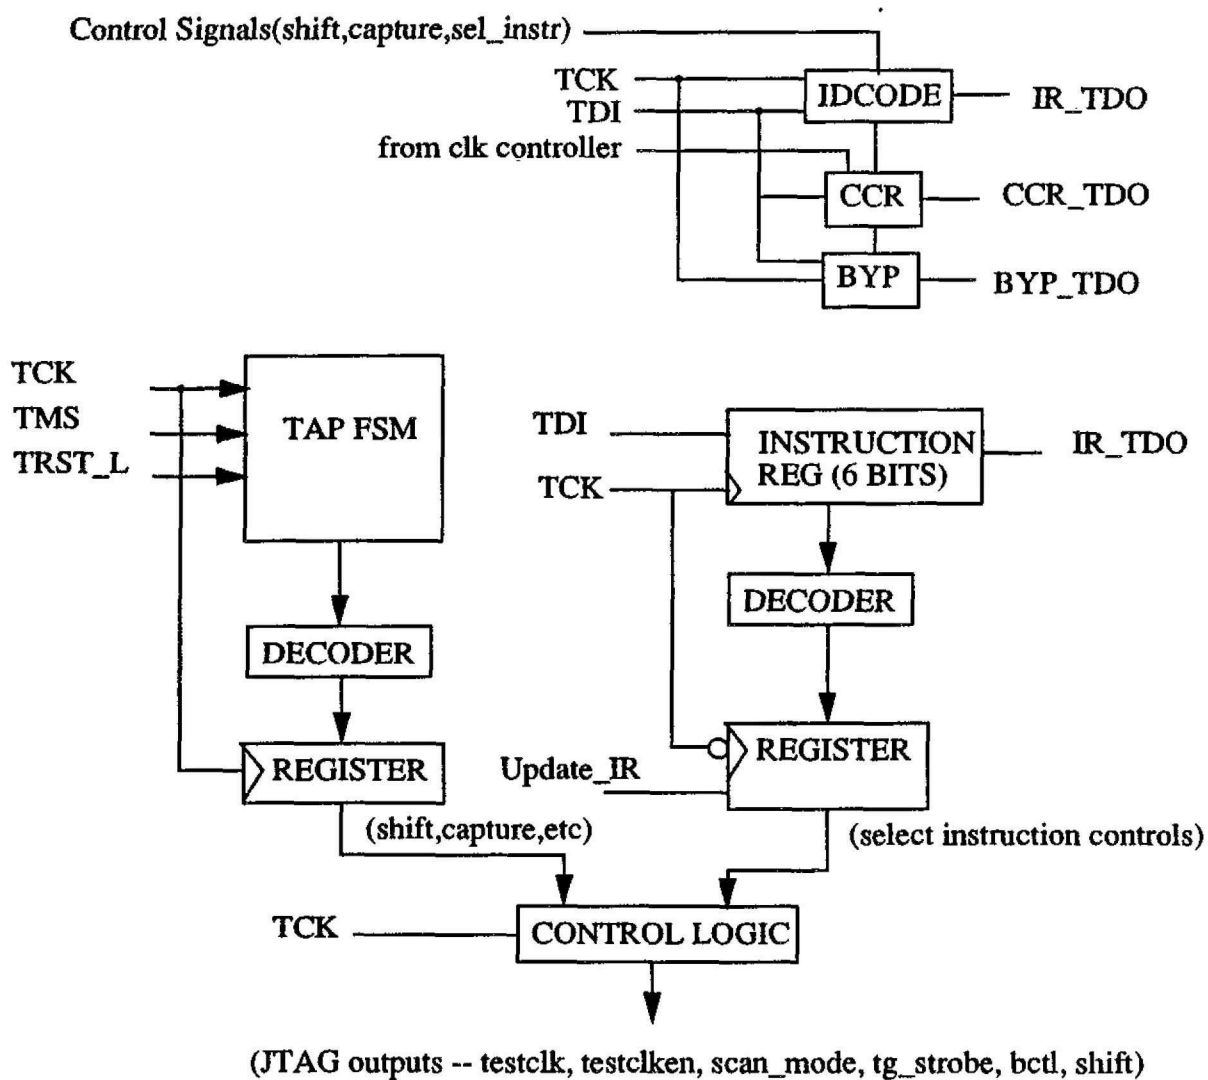 Control Signals(shift,capture,sel_instr)
TCK
TDI
from clk controller
IDCODE
IR_TDO
CCR
CCR_TDO
BYP
BYP_TDO
TCK
TMS
TRST_L
TAP FSM
DECODER
REGISTER
(shift,capture,etc)
TDI
TCK
INSTRUCTION
REG (6 BITS)
IR_TDO
DECODER
REGISTER
Update_IR
(select instruction controls)
TCK
CONTROL LOGIC
(JTAG outputs -- testclk, testclken, scan_mode, tg_strobe, bctl, shift)